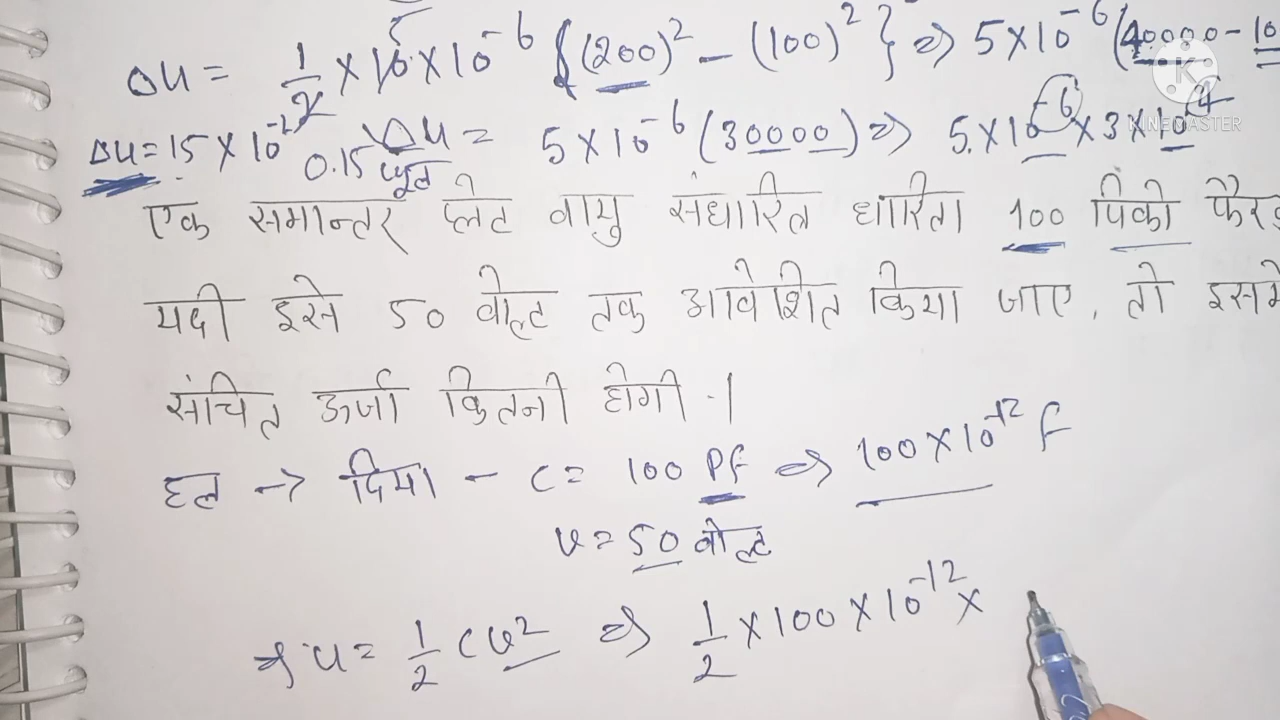 ΔU = 1/2 × 10 × 10⁻⁶ {(200)² − (100)²} ⇒ 5×10⁻⁶ (40000 − 10
ΔU = 15 × 10⁻² ΔU = 5×10⁻⁶ (30000) ⇒ 5×10⁻⁶ × 3×10⁴
0.15 जूल
KINEMASTER
एक समान्तर प्लेट वायु संधारित्र धारिता 100 पिको फैरड
यदी इसे 50 वोल्ट तक आवेशित किया जाए, तो इसमे
संचित ऊर्जा कितनी होगी -।
हल → दिया - C = 100 PF ⇒ 100×10⁻¹² F
V = 50 वोल्ट
U = 1/2 CV² ⇒ 1/2 × 100 × 10⁻¹² ×